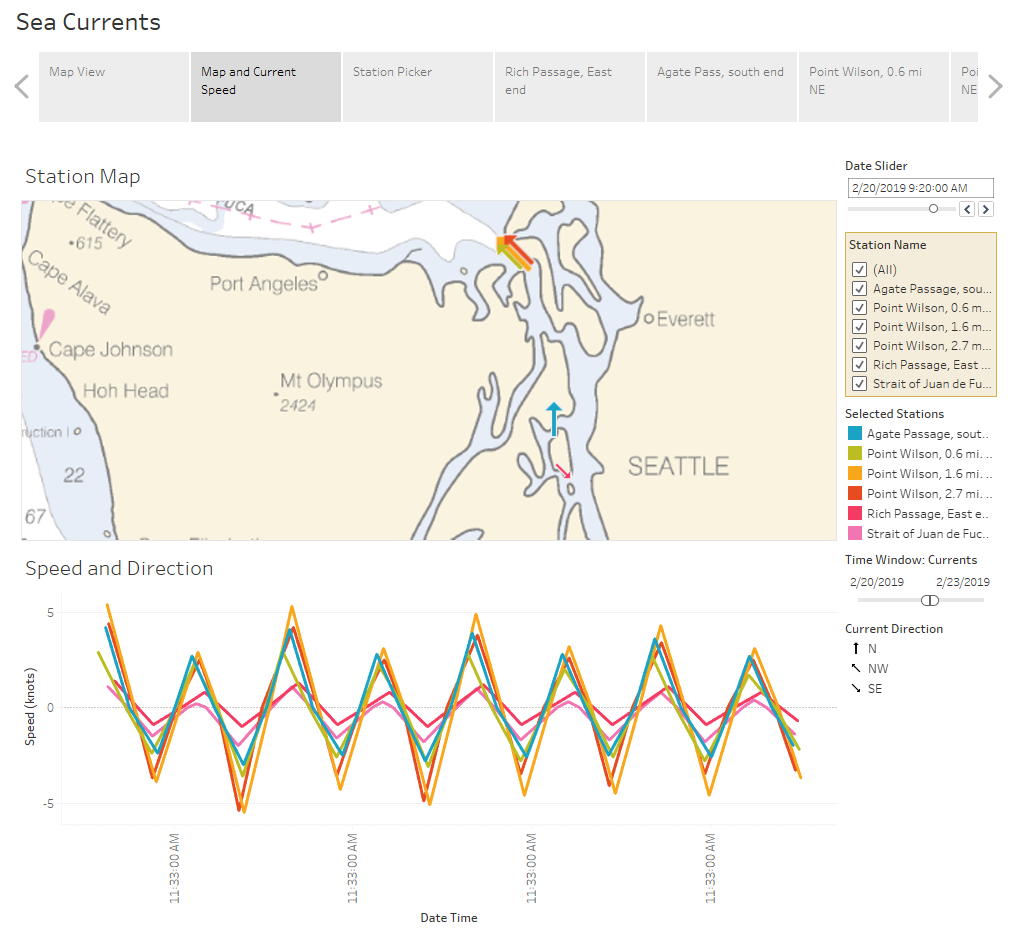 Sea Currents
Map View
Map and Current
Speed
Station Picker
Rich Passage, East
end
Agate Pass, south end
Point Wilson, 0.6 mi
NE
Poi
NE
Station Map
Flattery
615
Cape Alava
Cape Johnson
Hoh Head
22
67
Port Angeles
Mt Olympus
2424
Everett
SEATTLE
Date Slider
2/20/2019 9:20:00 AM
Station Name
(All)
Agate Passage, sou...
Point Wilson, 0.6 m...
Point Wilson, 1.6 m...
Point Wilson, 2.7 m...
Rich Passage, East ...
Strait of Juan de Fu...
Selected Stations
Agate Passage, sout..
Point Wilson, 0.6 mi. ..
Point Wilson, 1.6 mi. ..
Point Wilson, 2.7 mi. ..
Rich Passage, East e..
Strait of Juan de Fuc..
Time Window: Currents
2/20/2019 2/23/2019
Current Direction
N
NW
SE
Speed and Direction
Speed (knots)
5
0
-5
11:33:00 AM
11:33:00 AM
11:33:00 AM
11:33:00 AM
Date Time